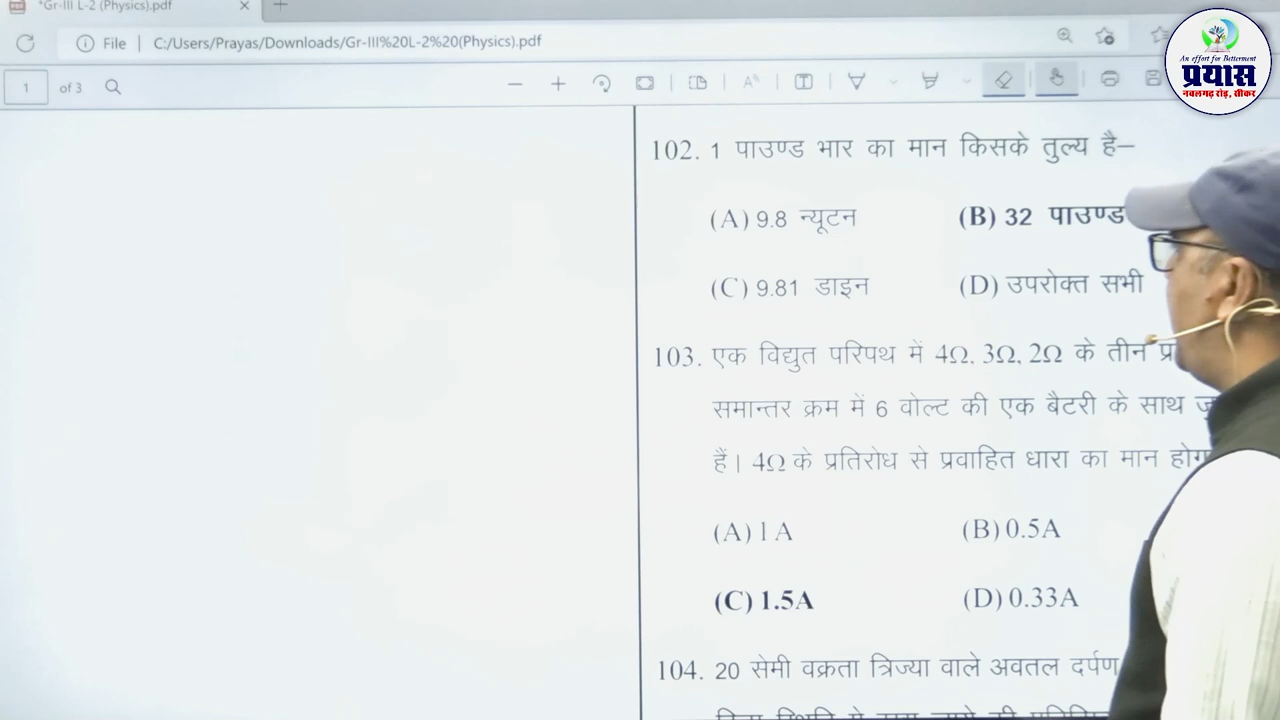 *Gr-III L-2 (Physics).pdf
File | C:/Users/Prayas/Downloads/Gr-III%20L-2%20(Physics).pdf
1 of 3
An effort for Betterment
प्रयास
नवलगढ़ रोड़, सीकर
102. 1 पाउण्ड भार का मान किसके तुल्य है–
(A) 9.8 न्यूटन (B) 32 पाउण्ड
(C) 9.81 डाइन (D) उपरोक्त सभी
103. एक विद्युत परिपथ में 4Ω, 3Ω, 2Ω के तीन
समान्तर क्रम में 6 वोल्ट की एक बैटरी के साथ
हैं। 4Ω के प्रतिरोध से प्रवाहित धारा का मान
(A) 1 A (B) 0.5A
(C) 1.5A (D) 0.33A
104. 20 सेमी वक्रता त्रिज्या वाले अवतल दर्पण